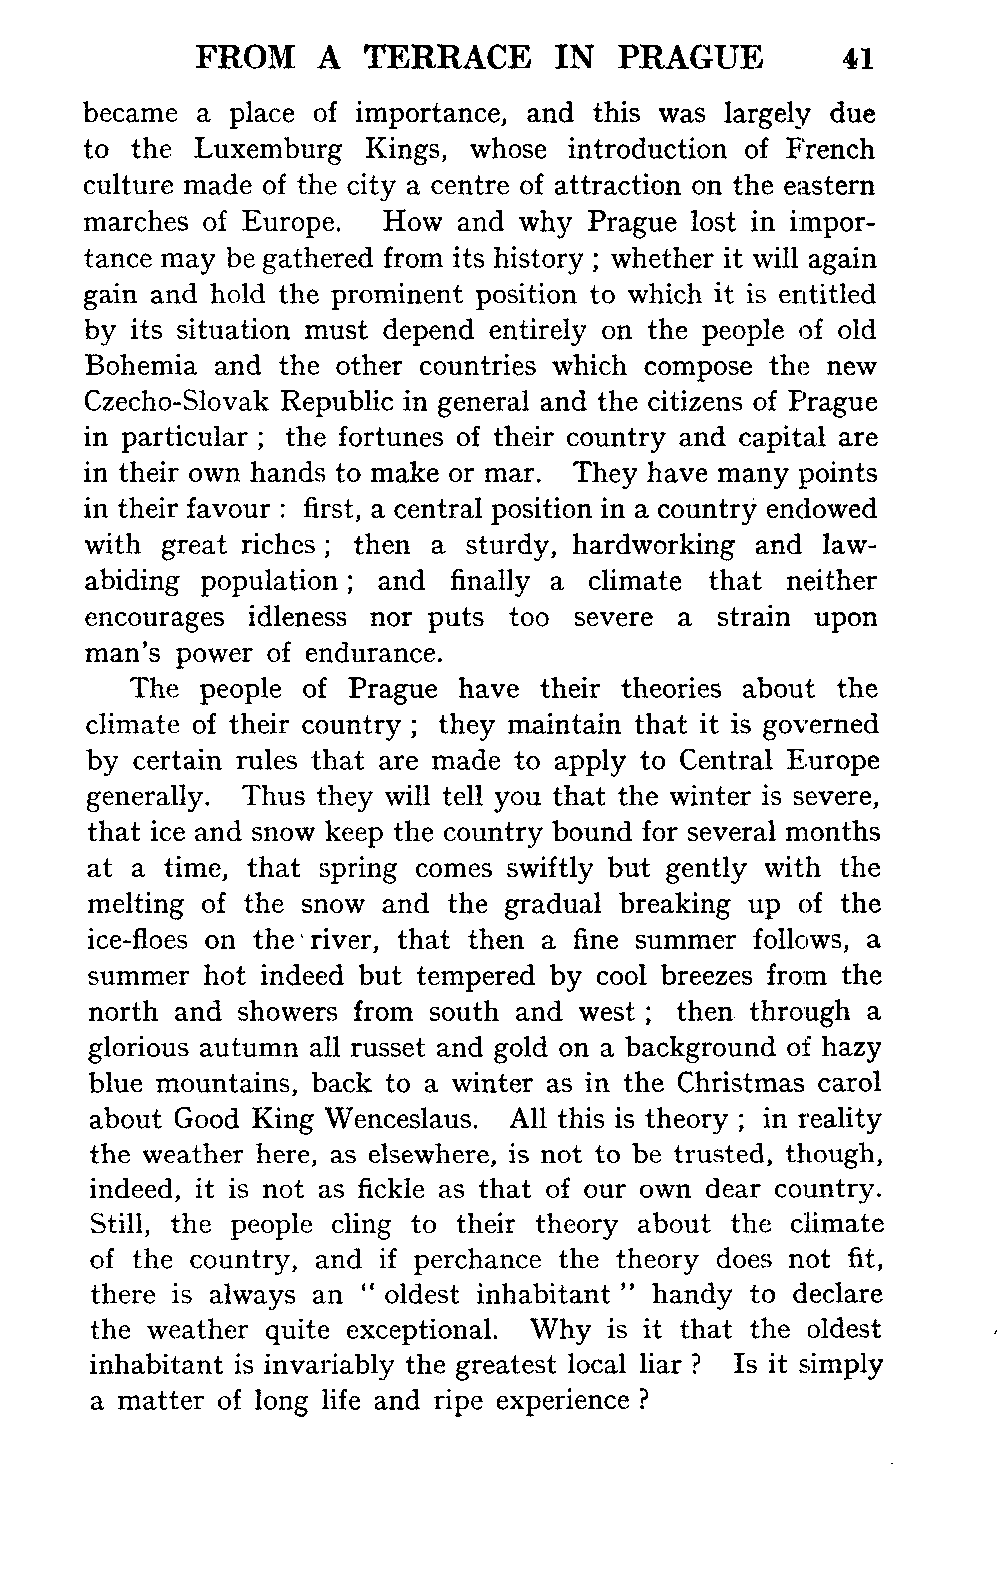 FROM A TERRACE IN PRAGUE 41
became a place of importance, and this was largely due
to the Luxemburg Kings, whose introduction of French
culture made of the city a centre of attraction on the eastern
marches of Europe. How and why Prague lost in impor-
tance may be gathered from its history ; whether it will again
gain and hold the prominent position to which it is entitled
by its situation must depend entirely on the people of old
Bohemia and the other countries which compose the new
Czecho-Slovak Republic in general and the citizens of Prague
in particular ; the fortunes of their country and capital are
in their own hands to make or mar. They have many points
in their favour : first, a central position in a country endowed
with great riches ; then a sturdy, hardworking and law-
abiding population ; and finally a climate that neither
encourages idleness nor puts too severe a strain upon
man's power of endurance.
The people of Prague have their theories about the
climate of their country ; they maintain that it is governed
by certain rules that are made to apply to Central Europe
generally. Thus they will tell you that the winter is severe,
that ice and snow keep the country bound for several months
at a time, that spring comes swiftly but gently with the
melting of the snow and the gradual breaking up of the
ice-floes on the river, that then a fine summer follows, a
summer hot indeed but tempered by cool breezes from the
north and showers from south and west ; then through a
glorious autumn all russet and gold on a background of hazy
blue mountains, back to a winter as in the Christmas carol
about Good King Wenceslaus. All this is theory ; in reality
the weather here, as elsewhere, is not to be trusted, though,
indeed, it is not as fickle as that of our own dear country.
Still, the people cling to their theory about the climate
of the country, and if perchance the theory does not fit,
there is always an " oldest inhabitant " handy to declare
the weather quite exceptional. Why is it that the oldest
inhabitant is invariably the greatest local liar ? Is it simply
a matter of long life and ripe experience ?